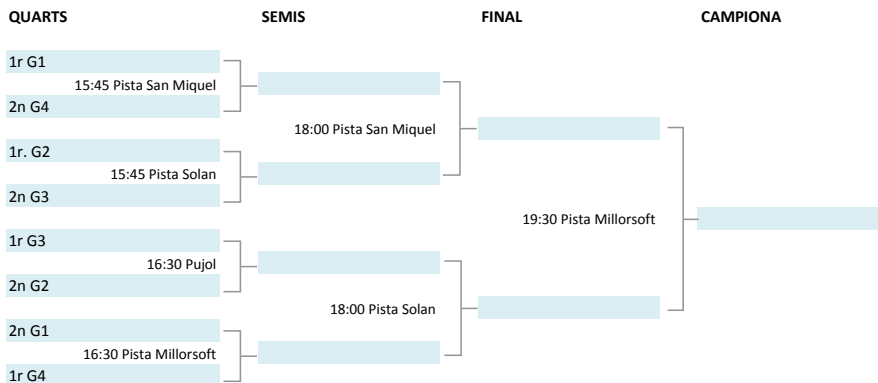 QUARTS
SEMIS
FINAL
CAMPIONA
1r G1
15:45 Pista San Miquel
2n G4
18:00 Pista San Miquel
1r. G2
15:45 Pista Solan
2n G3
19:30 Pista Millorsoft
1r G3
16:30 Pujol
2n G2
18:00 Pista Solan
2n G1
16:30 Pista Millorsoft
1r G4